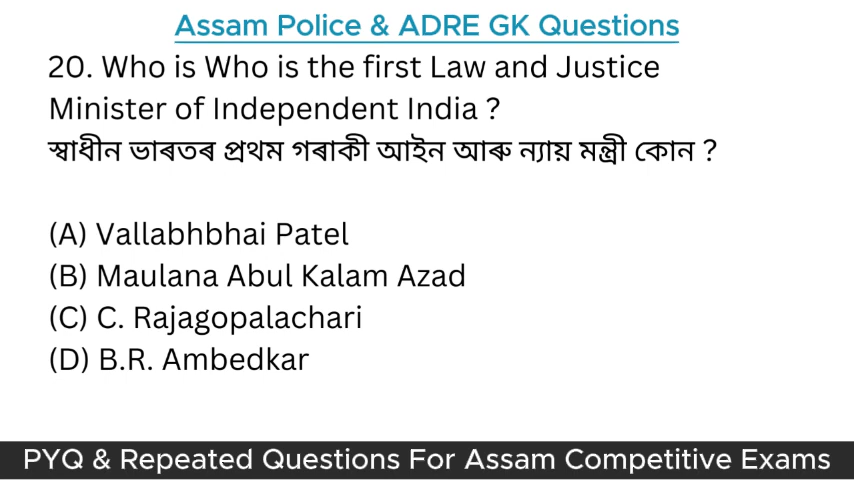 Assam Police & ADRE GK Questions
20. Who is Who is the first Law and Justice
Minister of Independent India ?
স্বাধীন ভাৰতৰ প্ৰথম গৰাকী আইন আৰু ন্যায় মন্ত্ৰী কোন ?
(A) Vallabhbhai Patel
(B) Maulana Abul Kalam Azad
(C) C. Rajagopalachari
(D) B.R. Ambedkar
PYQ & Repeated Questions For Assam Competitive Exams